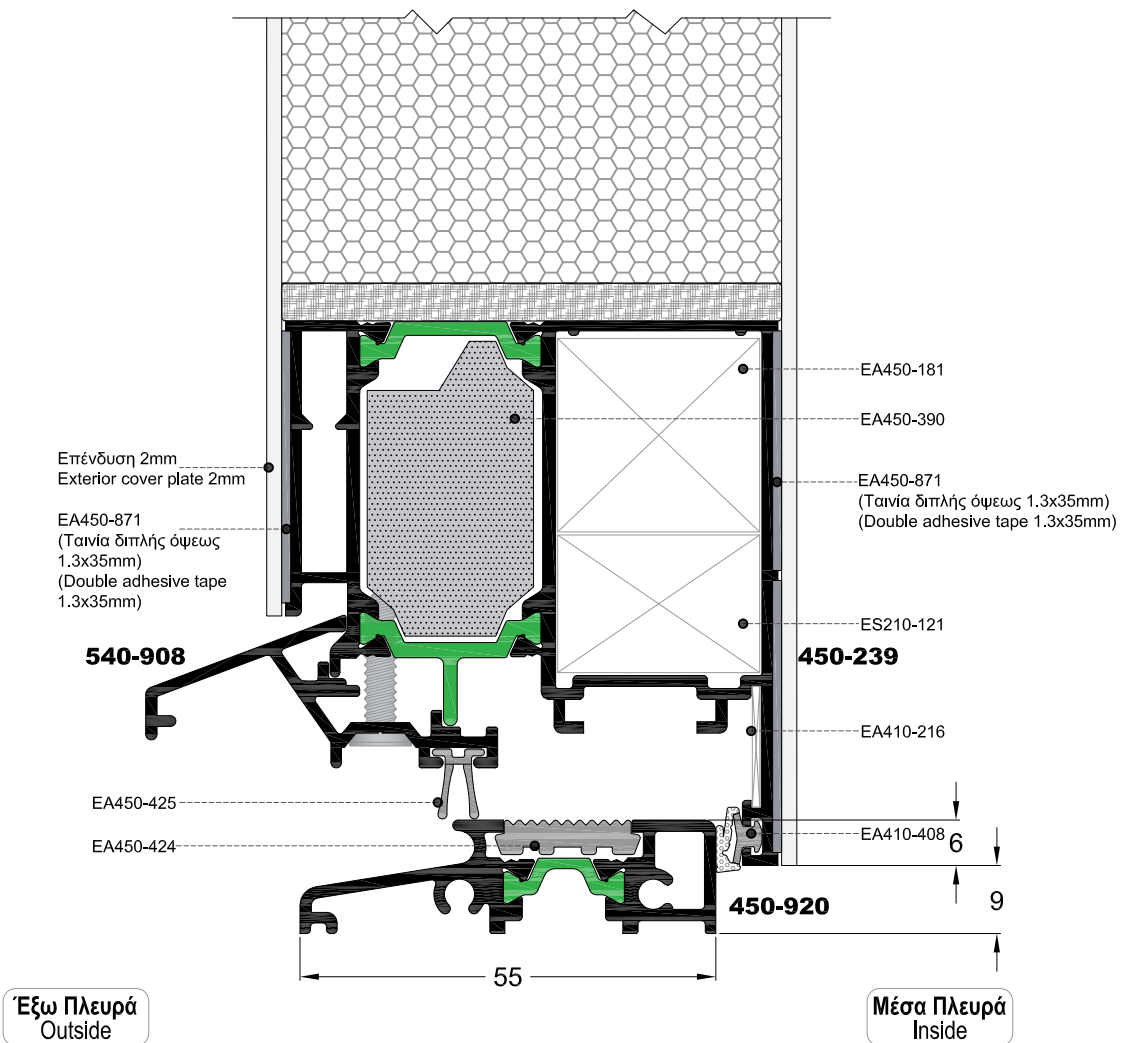 EA450-181
EA450-390
Επένδυση 2mm
Exterior cover plate 2mm
EA450-871
(Ταινία διπλής όψεως
1.3x35mm)
(Double adhesive tape
1.3x35mm)
EA450-871
(Ταινία διπλής όψεως 1.3x35mm)
(Double adhesive tape 1.3x35mm)
ES210-121
540-908
450-239
EA410-216
EA450-425
EA450-424
EA410-408
6
9
450-920
55
Έξω Πλευρά
Outside
Μέσα Πλευρά
Inside